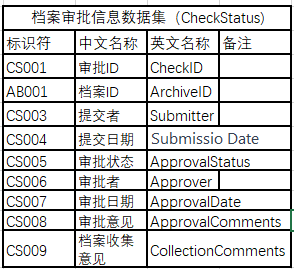 档案审批信息数据集（CheckStatus)
标识符 中文名称 英文名称 备注
CS001 审批ID CheckID
AB001 档案ID ArchiveID
CS003 提交者 Submitter
CS004 提交日期 Submissio Date
CS005 审批状态 ApprovalStatus
CS006 审批者 Approver
CS007 审批日期 ApprovalDate
CS008 审批意见 ApprovalComments
CS009 档案收集意见 CollectionComments